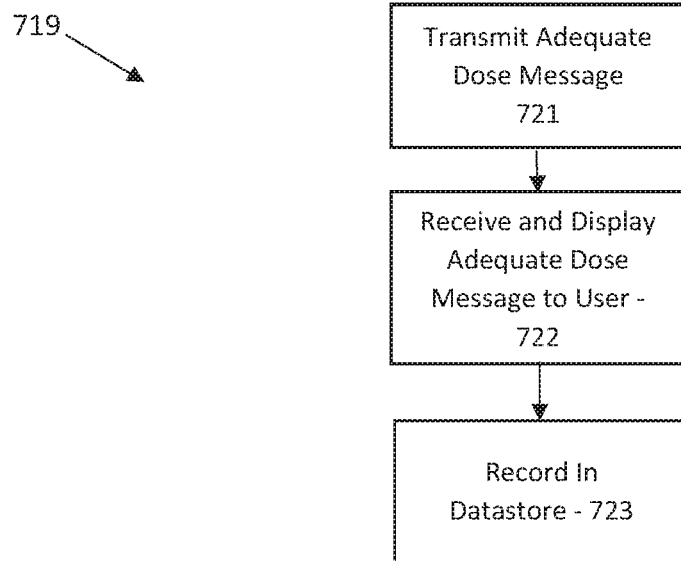 719
Transmit Adequate
Dose Message
721
Receive and Display
Adequate Dose
Message to User -
722
Record In
Datastore - 723